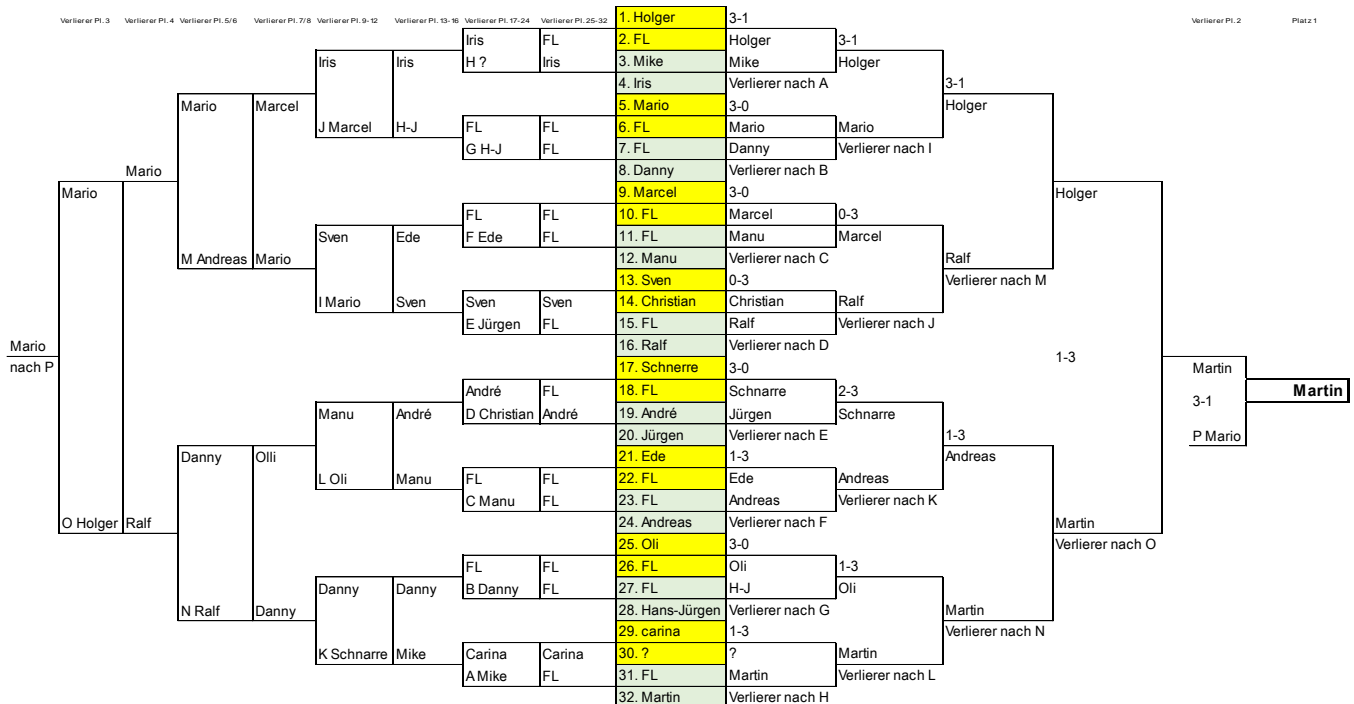 Verlierer Pl.3 Verlierer Pl.4 Verlierer Pl.5/6 Verlierer Pl.7/8 Verlierer Pl.9-12 Verlierer Pl.13-16 Verlierer Pl.17-24 Verlierer Pl.25-32 1. Holger 3-1 Verlierer Pl.2 Platz 1
Iris FL 2. FL Holger 3-1
Iris Iris H ? Iris 3. Mike Mike Holger
4. Iris Verlierer nach A 3-1
Mario Marcel 5. Mario 3-0 Holger
J Marcel H-J FL FL 6. FL Mario Mario
G H-J FL 7. FL Danny Verlierer nach I
Mario 8. Danny Verlierer nach B
Mario 9. Marcel 3-0 Holger
FL FL 10. FL Marcel 0-3
Sven Ede F Ede FL 11. FL Manu Marcel
M Andreas Mario 12. Manu Verlierer nach C Ralf
13. Sven 0-3 Verlierer nach M
I Mario Sven Sven Sven 14. Christian Christian Ralf
E Jürgen FL 15. FL Ralf Verlierer nach J
Mario 16. Ralf Verlierer nach D 1-3
nach P 17. Schnerre 3-0 Martin
André FL 18. FL Schnarre 2-3 Martin
Manu André D Christian André 19. André Jürgen Schnarre 3-1
20. Jürgen Verlierer nach E 1-3 P Mario
Danny Olli 21. Ede 1-3 Andreas
L Oli Manu FL FL 22. FL Ede Andreas
C Manu FL 23. FL Andreas Verlierer nach K
O Holger Ralf 24. Andreas Verlierer nach F Martin
25. Oli 3-0 Verlierer nach O
FL FL 26. FL Oli 1-3
Danny Danny B Danny FL 27. FL H-J Oli
N Ralf Danny 28. Hans-Jürgen Verlierer nach G Martin
29. carina 1-3 Verlierer nach N
K Schnarre Mike Carina Carina 30. ? ? Martin
A Mike FL 31. FL Martin Verlierer nach L
32. Martin Verlierer nach H